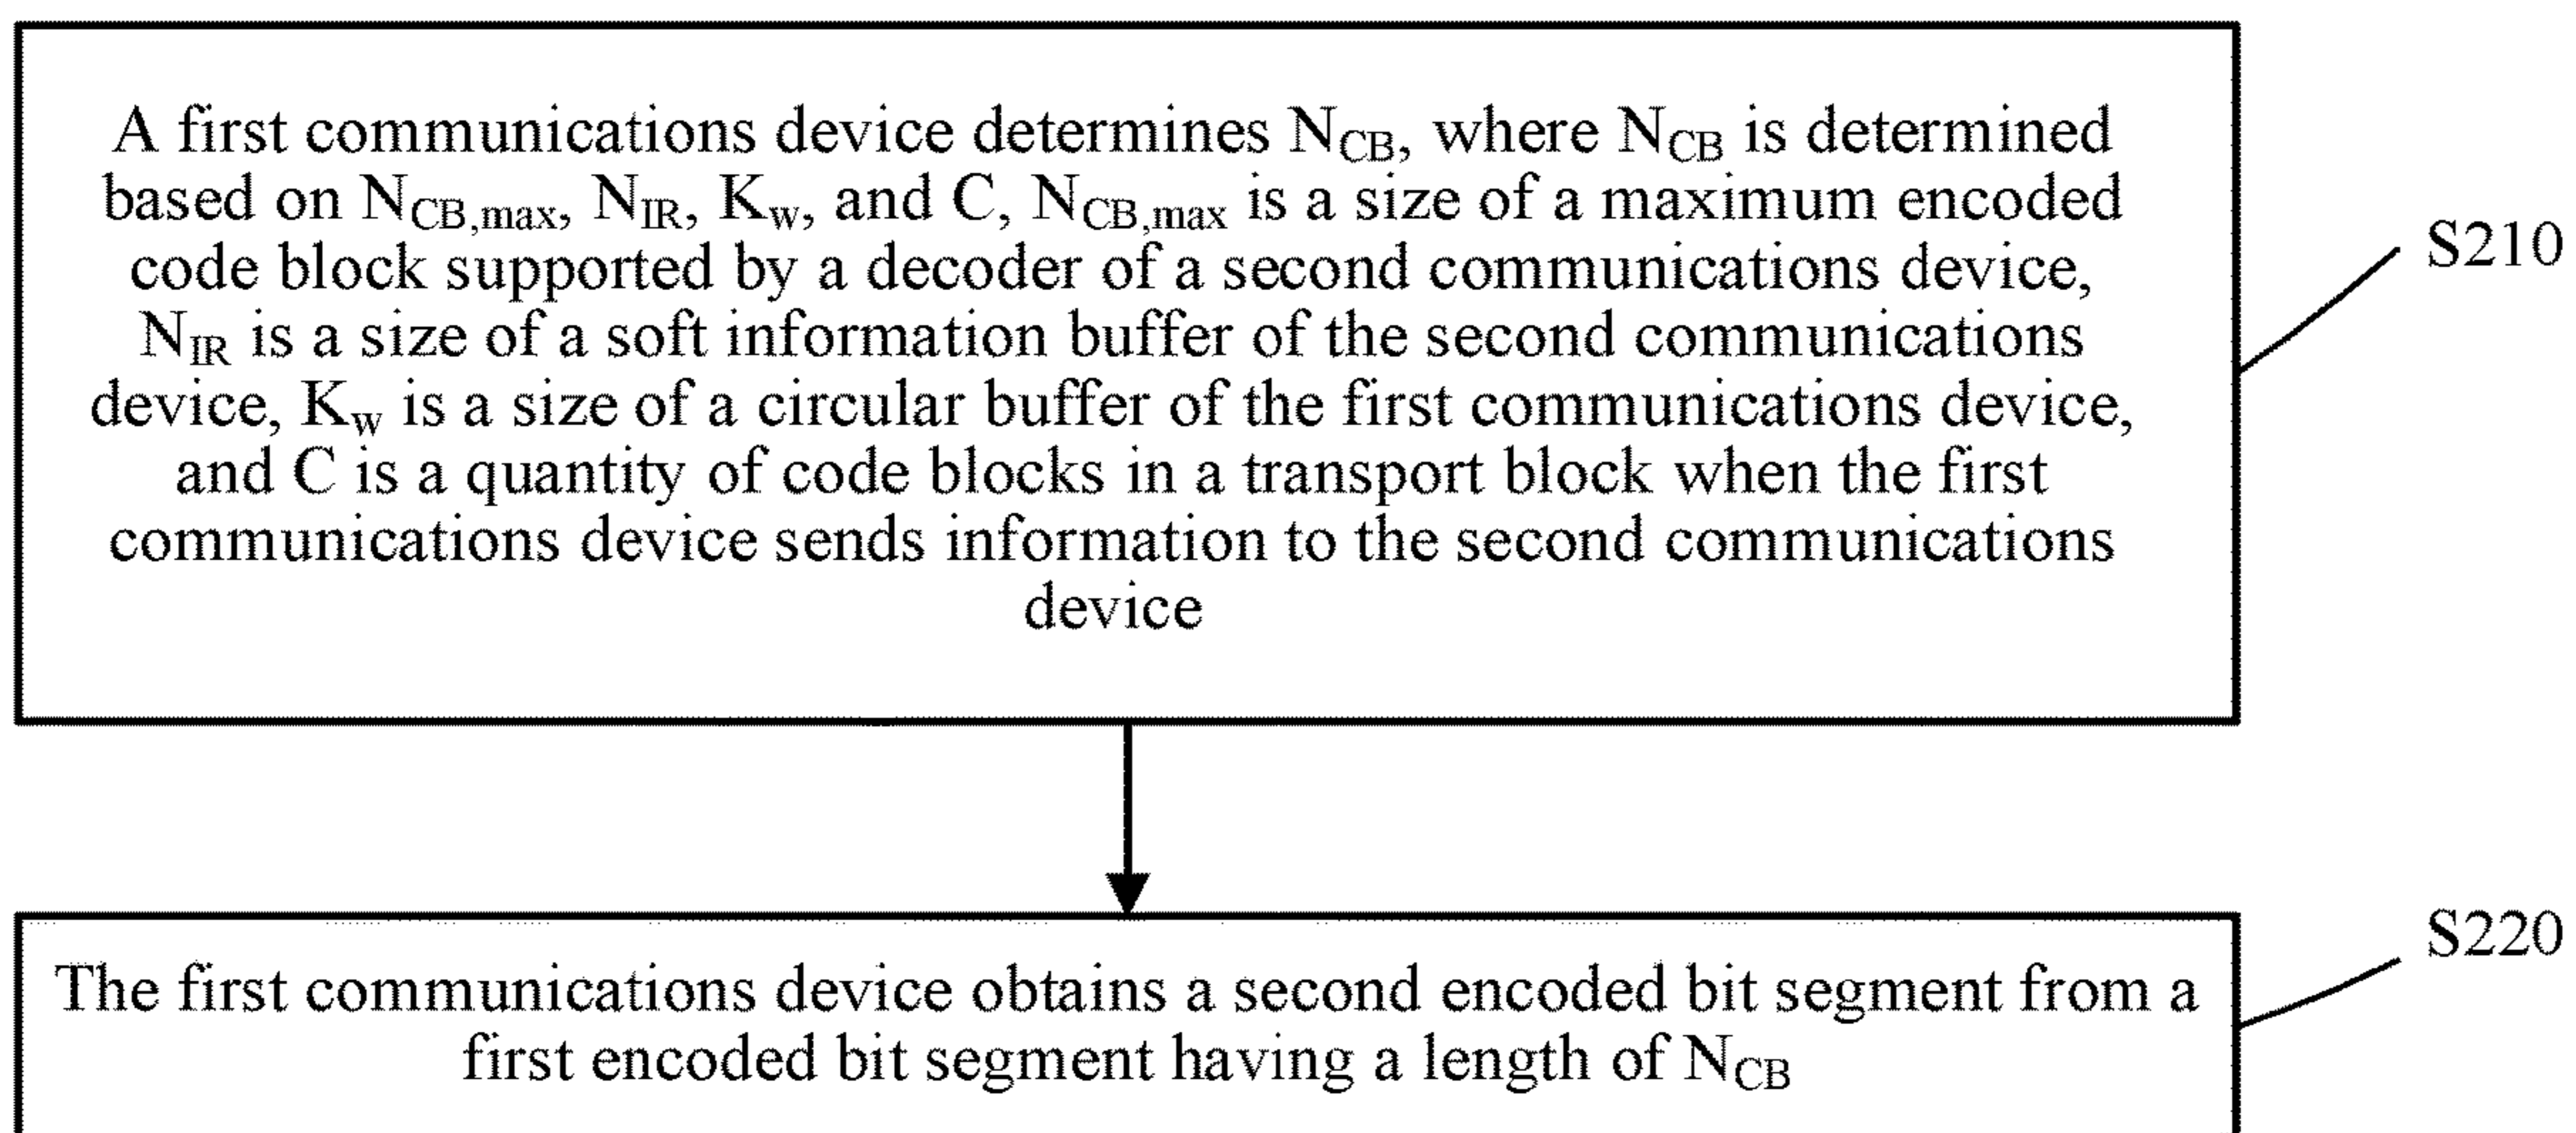 A first communications device determines N_CB, where N_CB is determined
based on N_CB,max, N_IR, K_w, and C, N_CB,max is a size of a maximum encoded
code block supported by a decoder of a second communications device,
N_IR is a size of a soft information buffer of the second communications
device, K_w is a size of a circular buffer of the first communications device,
and C is a quantity of code blocks in a transport block when the first
communications device sends information to the second communications
device
S210
The first communications device obtains a second encoded bit segment from a
first encoded bit segment having a length of N_CB
S220